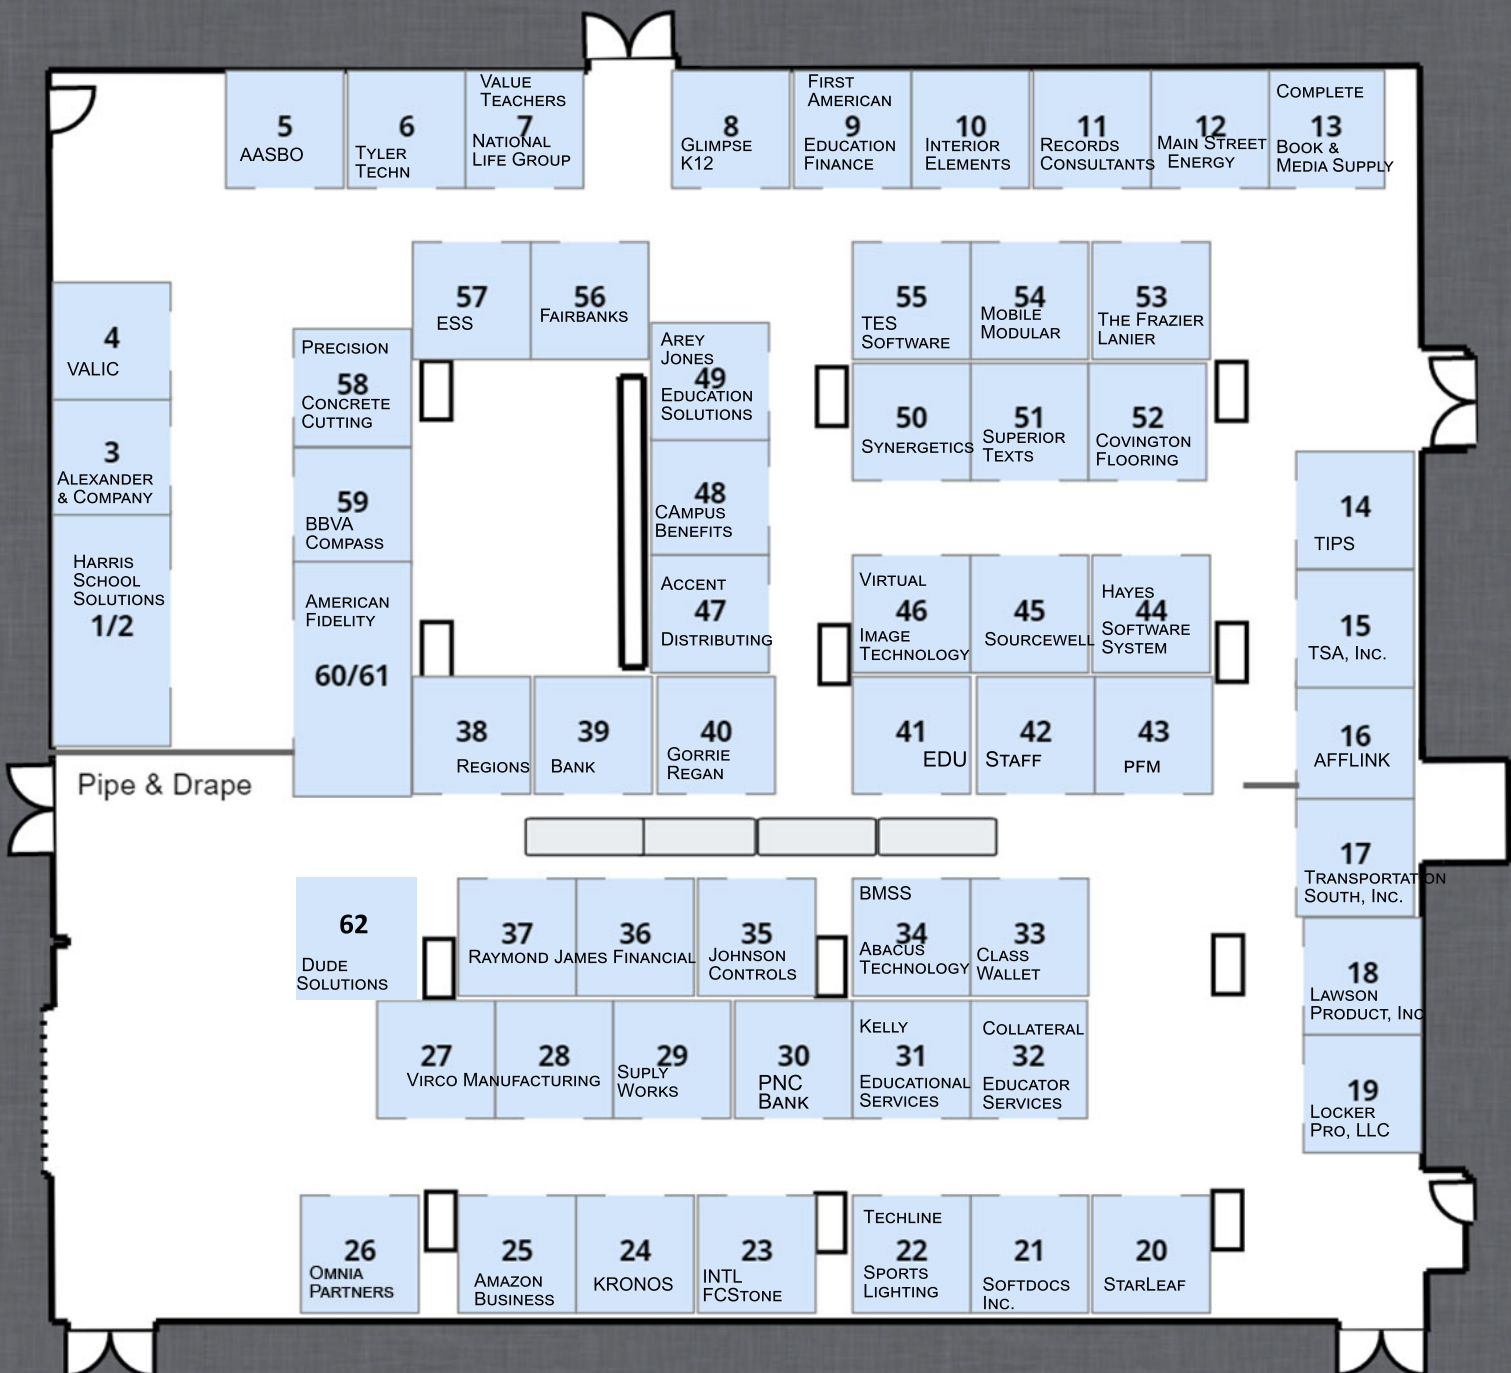 5
AASBO
6
Tyler
Techn
Value
Teachers
7
National
Life Group
8
Glimpse
K12
First
American
9
Education
Finance
10
Interior
Elements
11
Records
Consultants
12
Main Street
Energy
Complete
13
Book &
Media Supply
4
VALIC
3
Alexander
& Company
Harris
School
Solutions
1/2
57
ESS
56
Fairbanks
Precision
58
Concrete
Cutting
59
BBVA
Compass
American
Fidelity
60/61
Arey
Jones
49
Education
Solutions
48
CAmpus
Benefits
Accent
47
Distributing
38
Regions
39
Bank
40
Gorrie
Regan
55
TES
Software
54
Mobile
Modular
53
The Frazier
Lanier
50
Synergetics
51
Superior
Texts
52
Covington
Flooring
Virtual
46
Image
Technology
45
Sourcewell
Hayes
44
Software
System
41
EDU
42
Staff
43
PFM
14
TIPS
15
TSA, Inc.
16
AFFLINK
17
Transportation
South, Inc.
18
Lawson
Product, Inc
19
Locker
Pro, LLC
Pipe & Drape
62
Dude
Solutions
37 36
Raymond James Financial
35
Johnson
Controls
BMSS
34
Abacus
Technology
33
Class
Wallet
27 28
Virco Manufacturing
29
Suply
Works
30
PNC
Bank
Kelly
31
Educational
Services
Collateral
32
Educator
Services
26
Omnia
Partners
25
Amazon
Business
24
KRONOS
23
INTL
FCStone
Techline
22
Sports
Lighting
21
Softdocs
Inc.
20
StarLeaf